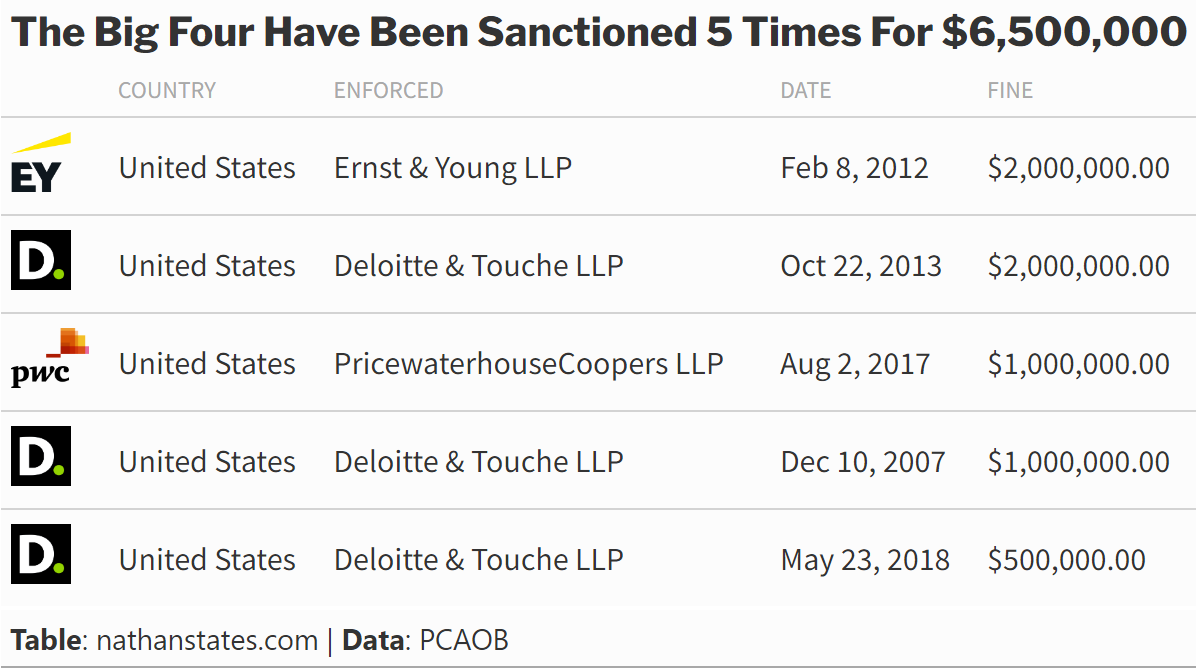 The Big Four Have Been Sanctioned 5 Times For $6,500,000
COUNTRY ENFORCED DATE FINE
EY United States Ernst & Young LLP Feb 8, 2012 $2,000,000.00
D. United States Deloitte & Touche LLP Oct 22, 2013 $2,000,000.00
pwc United States PricewaterhouseCoopers LLP Aug 2, 2017 $1,000,000.00
D. United States Deloitte & Touche LLP Dec 10, 2007 $1,000,000.00
D. United States Deloitte & Touche LLP May 23, 2018 $500,000.00
Table: nathanstates.com | Data: PCAOB